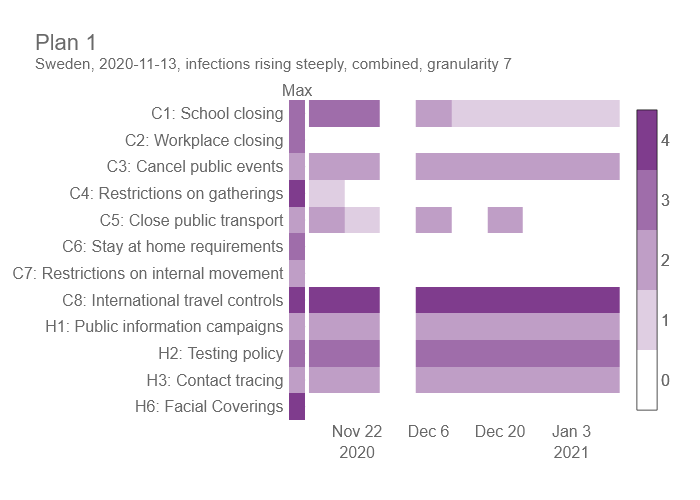 Plan 1
Sweden, 2020-11-13, infections rising steeply, combined, granularity 7
Max
C1: School closing
C2: Workplace closing
C3: Cancel public events
C4: Restrictions on gatherings
C5: Close public transport
C6: Stay at home requirements
C7: Restrictions on internal movement
C8: International travel controls
H1: Public information campaigns
H2: Testing policy
H3: Contact tracing
H6: Facial Coverings
4
3
2
1
0
Nov 22 Dec 6 Dec 20 Jan 3
2020 2021